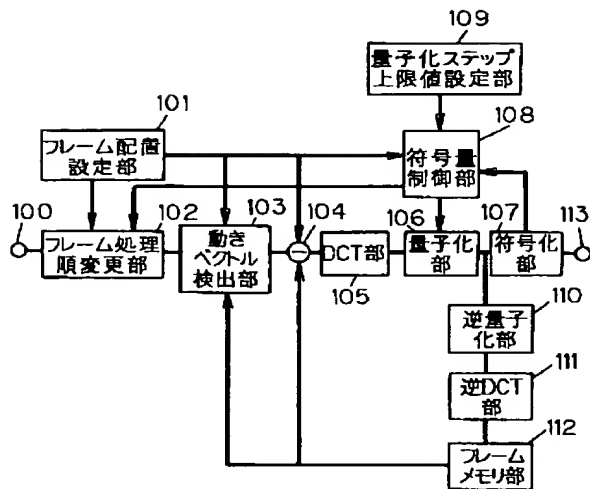 109
量子化ステップ
上限値設定部
101
フレーム配置
設定部
108
符号量
制御部
100
102
フレーム処理
順変更部
103
動き
ベクトル
検出部
104
DCT部
105
106
量子化
部
107
符号化
部
113
110
逆量子
化部
111
逆DCT
部
112
フレーム
メモリ部